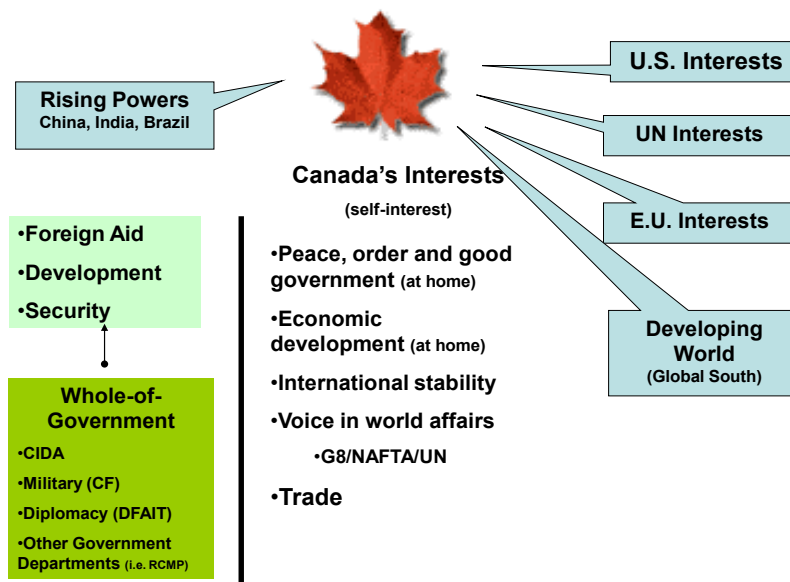 Rising Powers
China, India, Brazil
U.S. Interests
UN Interests
E.U. Interests
Developing
World
(Global South)
Canada's Interests
(self-interest)
•Peace, order and good
government (at home)
•Economic
development (at home)
•International stability
•Voice in world affairs
•G8/NAFTA/UN
•Trade
•Foreign Aid
•Development
•Security
Whole-of-
Government
•CIDA
•Military (CF)
•Diplomacy (DFAIT)
•Other Government
Departments (i.e. RCMP)